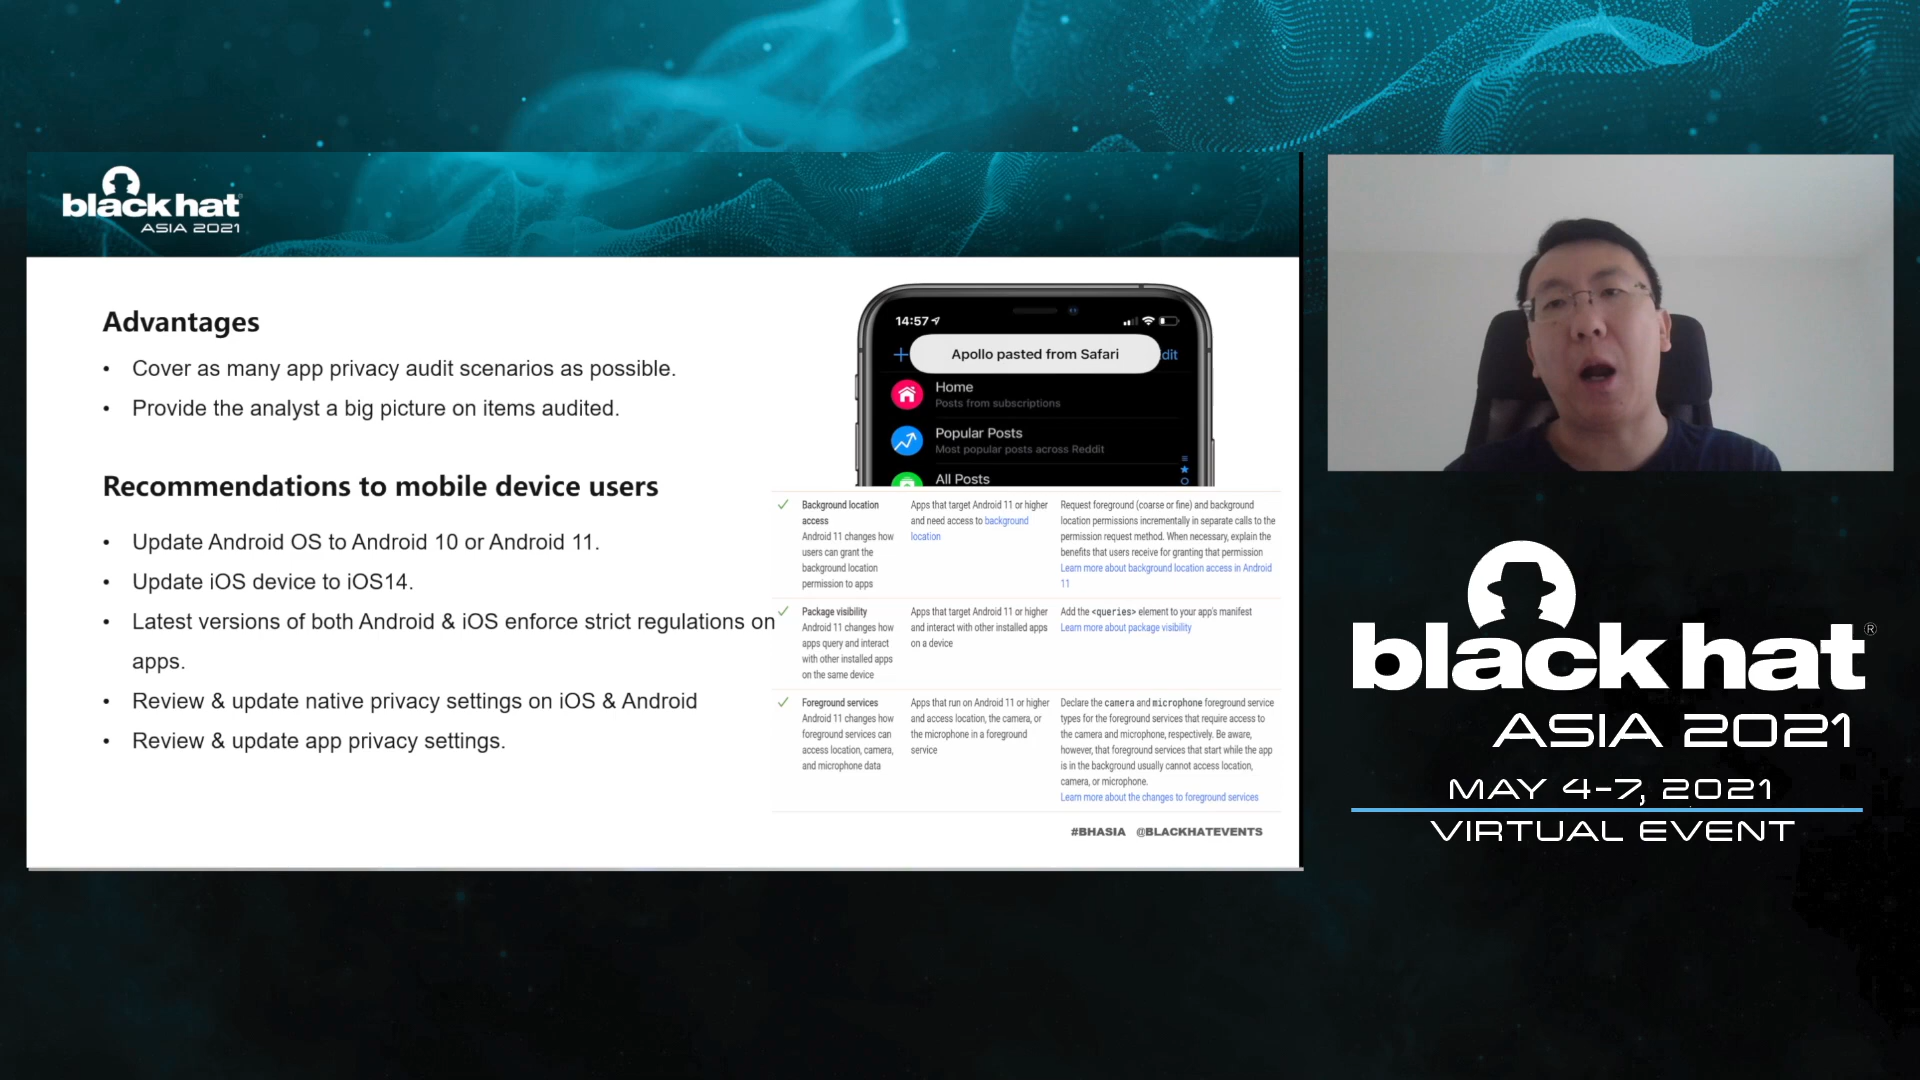 black hat
ASIA 2021
Advantages
• Cover as many app privacy audit scenarios as possible.
• Provide the analyst a big picture on items audited.
Recommendations to mobile device users
• Update Android OS to Android 10 or Android 11.
• Update iOS device to iOS14.
• Latest versions of both Android & iOS enforce strict regulations on
apps.
• Review & update native privacy settings on iOS & Android
• Review & update app privacy settings.
14:57
Apollo pasted from Safari
dit
Home
Posts from subscriptions
Popular Posts
Most popular posts across Reddit
All Posts
Background location
access
Android 11 changes how
users can grant the
background location
permission to apps
Apps that target Android 11 or higher
and need access to background
location
Request foreground (coarse or fine) and background
location permissions incrementally in separate calls to the
permission request method. When necessary, explain the
benefits that users receive for granting that permission
Learn more about background location access in Android
11
Package visibility
Android 11 changes how
apps query and interact
with other installed apps
on the same device
Apps that target Android 11 or higher
and interact with other installed apps
on a device
Add the <queries> element to your app's manifest
Learn more about package visibility
Foreground services
Android 11 changes how
foreground services can
access location, camera,
and microphone data
Apps that run on Android 11 or higher
and access location, the camera, or
the microphone in a foreground
service
Declare the camera and microphone foreground service
types for the foreground services that require access to
the camera and microphone, respectively. Be aware,
however, that foreground services that start while the app
is in the background usually cannot access location,
camera, or microphone.
Learn more about the changes to foreground services
#BHASIA @BLACKHATEVENTS
black hat®
ASIA 2021
MAY 4-7, 2021
VIRTUAL EVENT